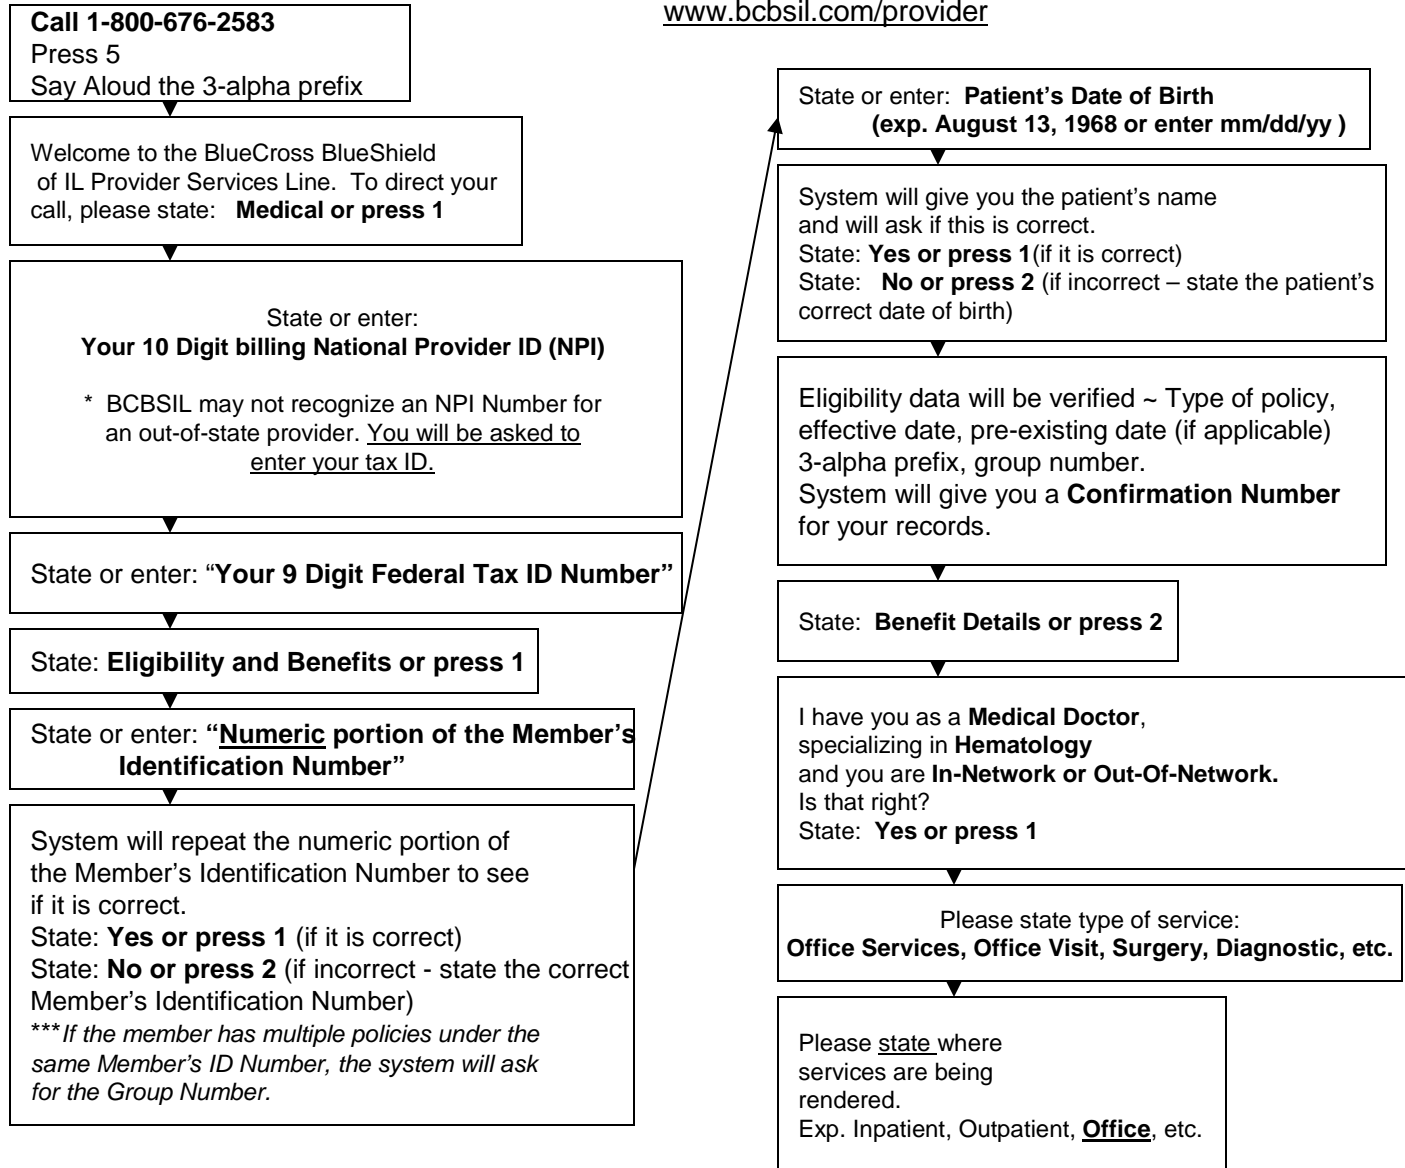 www.bcbsil.com/provider
Call 1-800-676-2583
Press 5
Say Aloud the 3-alpha prefix
Welcome to the BlueCross BlueShield
of IL Provider Services Line. To direct your
call, please state: Medical or press 1
State or enter:
Your 10 Digit billing National Provider ID (NPI)
* BCBSIL may not recognize an NPI Number for
an out-of-state provider. You will be asked to
enter your tax ID.
State or enter: “Your 9 Digit Federal Tax ID Number”
State: Eligibility and Benefits or press 1
State or enter: “Numeric portion of the Member’s
Identification Number”
System will repeat the numeric portion of
the Member’s Identification Number to see
if it is correct.
State: Yes or press 1 (if it is correct)
State: No or press 2 (if incorrect - state the correct
Member’s Identification Number)
***If the member has multiple policies under the
same Member’s ID Number, the system will ask
for the Group Number.
State or enter: Patient’s Date of Birth
(exp. August 13, 1968 or enter mm/dd/yy )
System will give you the patient’s name
and will ask if this is correct.
State: Yes or press 1(if it is correct)
State: No or press 2 (if incorrect – state the patient’s
correct date of birth)
Eligibility data will be verified ~ Type of policy,
effective date, pre-existing date (if applicable)
3-alpha prefix, group number.
System will give you a Confirmation Number
for your records.
State: Benefit Details or press 2
I have you as a Medical Doctor,
specializing in Hematology
and you are In-Network or Out-Of-Network.
Is that right?
State: Yes or press 1
Please state type of service:
Office Services, Office Visit, Surgery, Diagnostic, etc.
Please state where
services are being
rendered.
Exp. Inpatient, Outpatient, Office, etc.